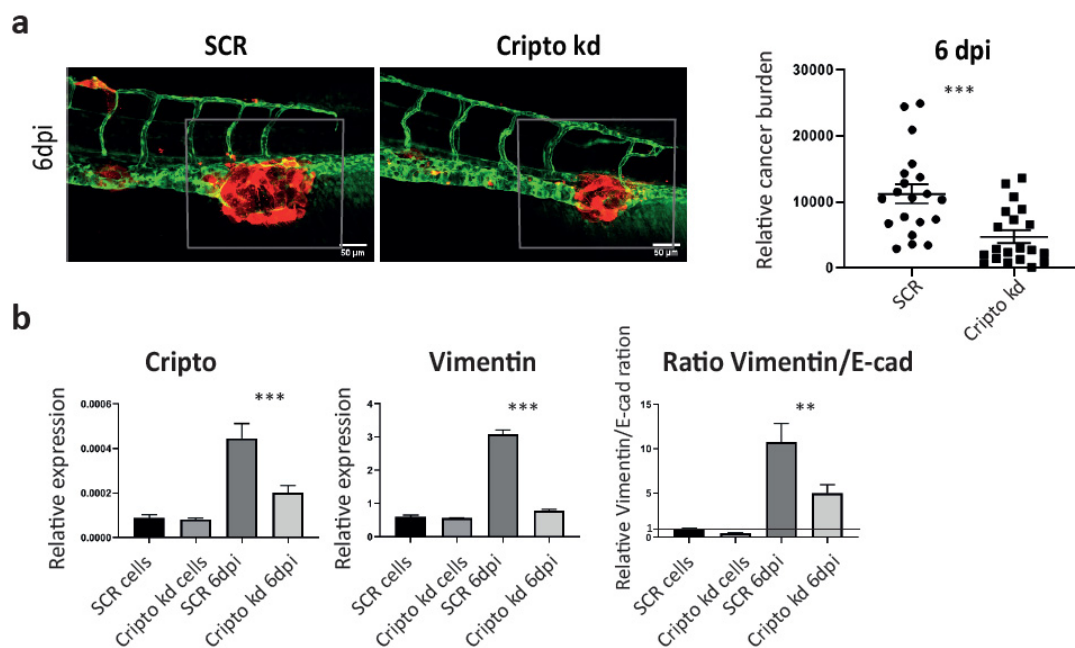 a
SCR
Cripto kd
6 dpi
6dpi
50 µm
50 µm
Relative cancer burden
30000
***
20000
10000
0
SCR
Cripto kd
b
Cripto
Relative expression
0.0006
***
0.0004
0.0002
0.0000
SCR cells
Cripto kd cells
SCR 6dpi
Cripto kd 6dpi
Vimentin
Relative expression
4
***
3
2
1
0
SCR cells
Cripto kd cells
SCR 6dpi
Cripto kd 6dpi
Ratio Vimentin/E-cad
Relative Vimentin/E-cad ration
15
**
10
5
1
0
SCR cells
Cripto kd cells
SCR 6dpi
Cripto kd 6dpi